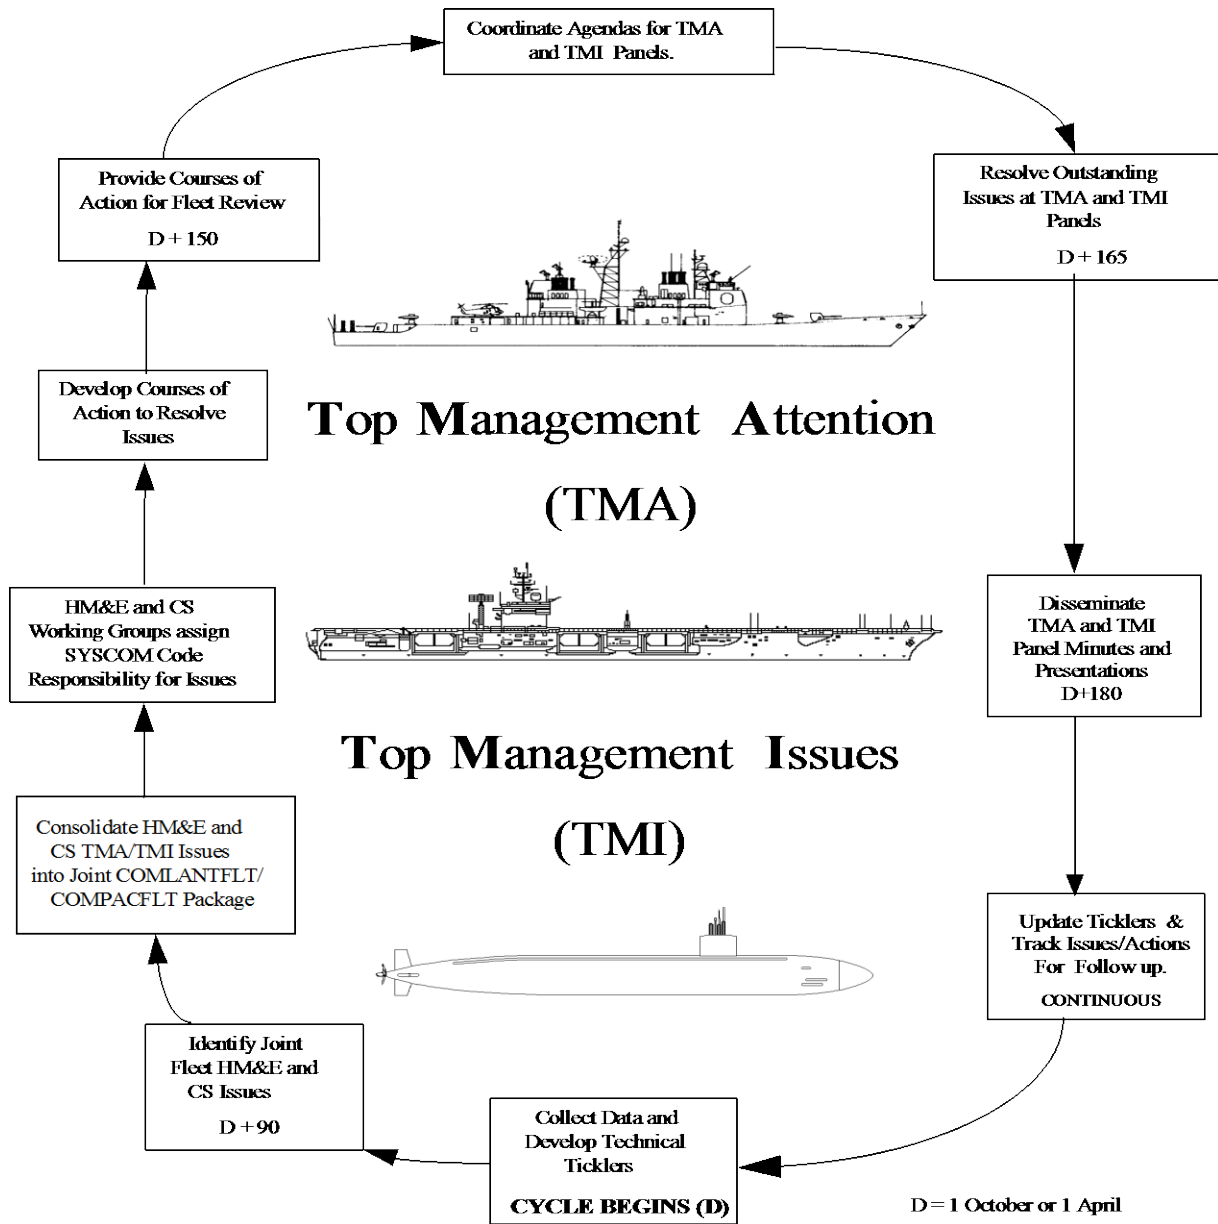 Coordinate Agendas for TMA
and TMI Panels.
Provide Courses of
Action for Fleet Review
D + 150
Resolve Outstanding
Issues at TMA and TMI
Panels
D + 165
Develop Courses of
Action to Resolve
Issues
Top Management Attention
(TMA)
HM&E and CS
Working Groups assign
SYSCOM Code
Responsibility for Issues
Disseminate
TMA and TMI
Panel Minutes and
Presentations
D+180
Top Management Issues
(TMI)
Consolidate HM&E and
CS TMA/TMI Issues
into Joint COMLANTFLT/
COMPACFLT Package
Update Ticklers &
Track Issues/Actions
For Follow up.
CONTINUOUS
Identify Joint
Fleet HM&E and
CS Issues
D + 90
Collect Data and
Develop Technical
Ticklers
CYCLE BEGINS (D)
D = 1 October or 1 April